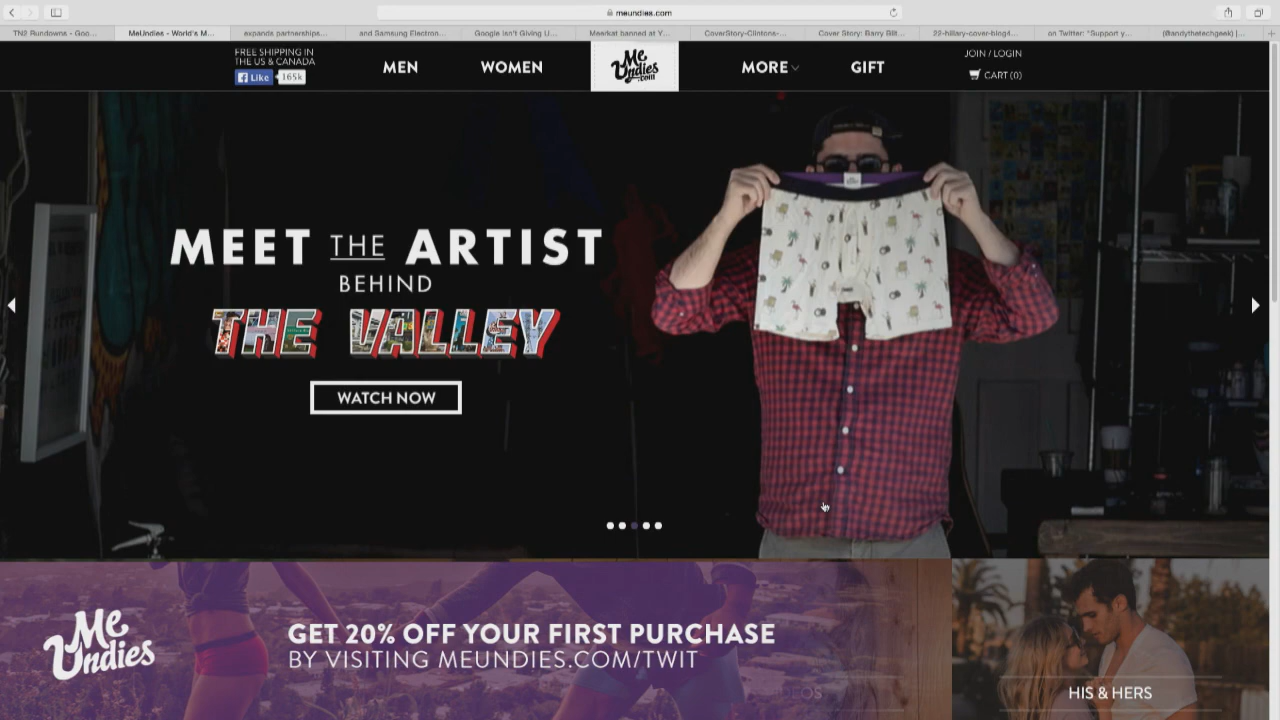 meundies.com
TN2 Rundowns - Goo...
MeUndies - World's M...
expands partnerships...
and Samsung Electron...
Google Isn't Giving U...
Meerkat banned at Y...
CoverStory-Clintons-...
Cover Story: Barry Blit...
22-hillary-cover-blog4...
on Twitter: "Support y...
(@andythetechgeek) |...
FREE SHIPPING IN
THE US & CANADA
Like 165k
MEN
WOMEN
Me Undies .com
MORE
GIFT
JOIN / LOGIN
CART (0)
MEET THE ARTIST
BEHIND
THE VALLEY
WATCH NOW
Me
Undies
GET 20% OFF YOUR FIRST PURCHASE
BY VISITING MEUNDIES.COM/TWIT
HIS & HERS